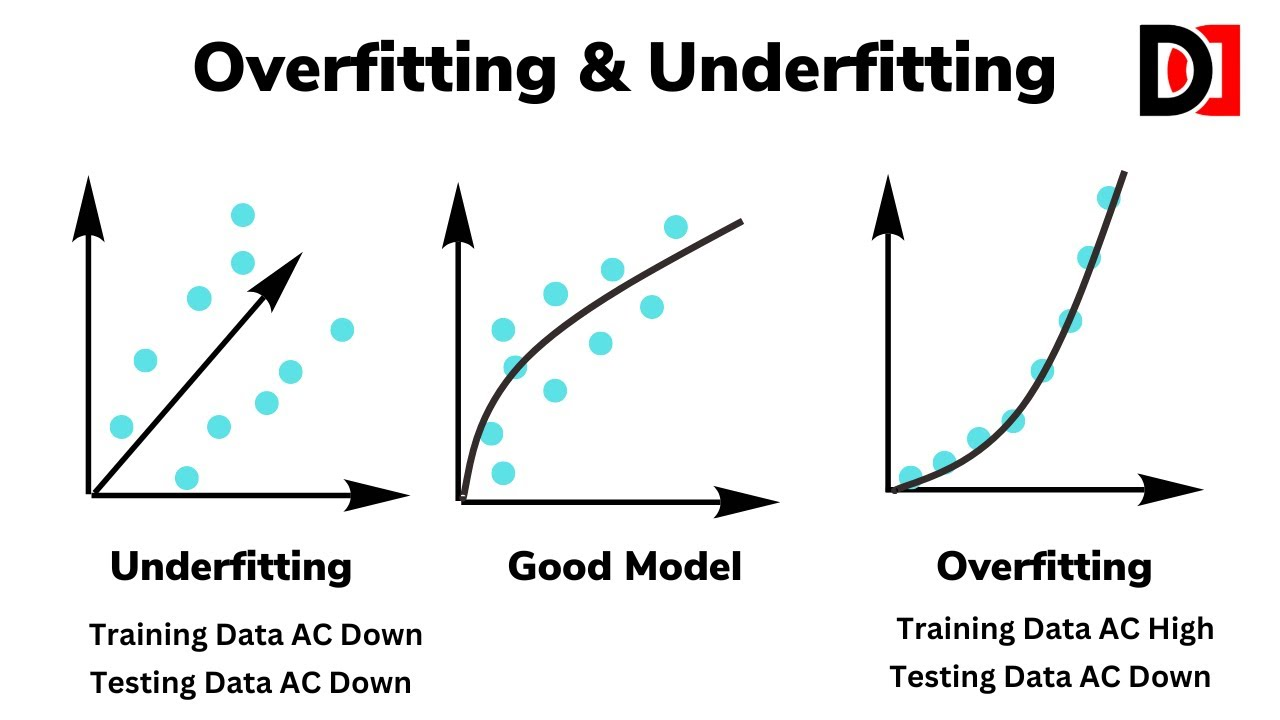 Overfitting & Underfitting
DD
Underfitting
Good Model
Overfitting
Training Data AC Down
Testing Data AC Down
Training Data AC High
Testing Data AC Down